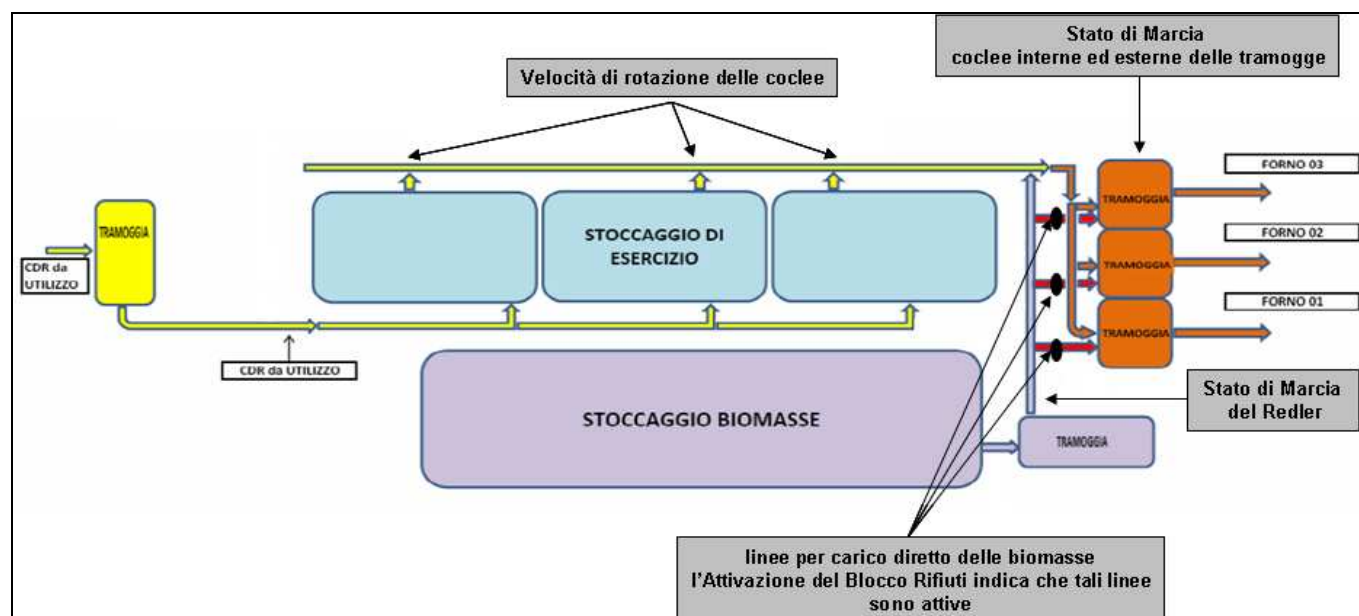 Stato di Marcia
coclee interne ed esterne delle tramogge
Velocità di rotazione delle coclee
FORNO 03
TRAMOGGIA
TRAMOGGIA
STOCCAGGIO DI
ESERCIZIO
FORNO 02
TRAMOGGIA
CDR da
UTILIZZO
FORNO 01
TRAMOGGIA
CDR da UTILIZZO
Stato di Marcia
del Redler
STOCCAGGIO BIOMASSE
TRAMOGGIA
linee per carico diretto delle biomasse
l'Attivazione del Blocco Rifiuti indica che tali linee
sono attive